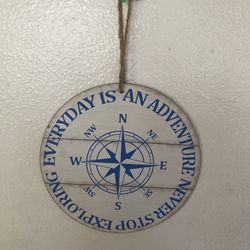 EVERYDAY IS AN ADVENTURE NEVER STOP EXPLORING
N
NW NE
W E
SW SE
S